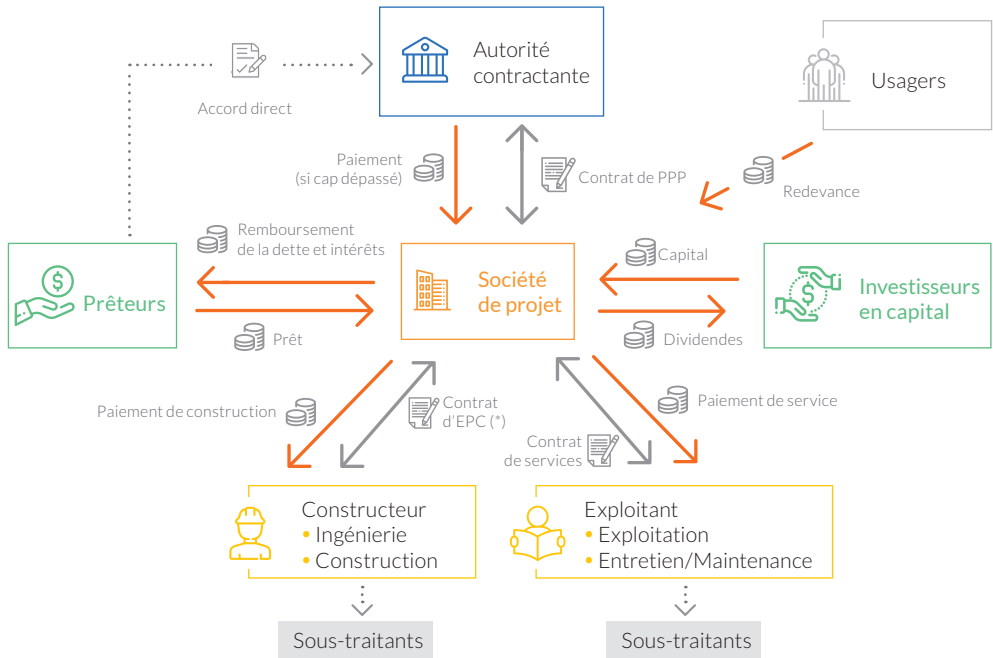 Autorité
contractante
Usagers
Accord direct
Paiement
(si cap dépassé)
Contrat de PPP
Redevance
Remboursement
de la dette et intérêts
Capital
$
Prêteurs
Société
de projet
$
Investisseurs
en capital
Prêt
Dividendes
Paiement de construction
Contrat
d'EPC (*)
Paiement de service
Contrat
de services
Constructeur
• Ingénierie
• Construction
Exploitant
• Exploitation
• Entretien/Maintenance
Sous-traitants
Sous-traitants